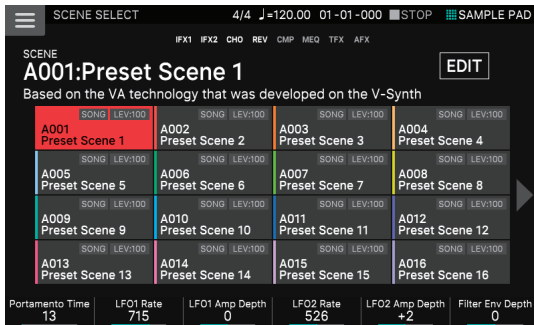 SCENE SELECT 4/4 ♩=120.00 01-01-000 STOP SAMPLE PAD
IFX1 IFX2 CHO REV CMP MEQ TFX AFX
SCENE
A001:Preset Scene 1 EDIT
Based on the VA technology that was developed on the V-Synth
SONG LEV:100 SONG LEV:100 SONG LEV:100 SONG LEV:100
A001 A002 A003 A004
Preset Scene 1 Preset Scene 2 Preset Scene 3 Preset Scene 4
SONG LEV:100 SONG LEV:100 SONG LEV:100 SONG LEV:100
A005 A006 A007 A008
Preset Scene 5 Preset Scene 6 Preset Scene 7 Preset Scene 8
SONG LEV:100 SONG LEV:100 SONG LEV:100 SONG LEV:100
A009 A010 A011 A012
Preset Scene 9 Preset Scene 10 Preset Scene 11 Preset Scene 12
SONG LEV:100 SONG LEV:100 SONG LEV:100 SONG LEV:100
A013 A014 A015 A016
Preset Scene 13 Preset Scene 14 Preset Scene 15 Preset Scene 16
Portamento Time LFO1 Rate LFO1 Amp Depth LFO2 Rate LFO2 Amp Depth Filter Env Depth
13 715 0 526 +2 0